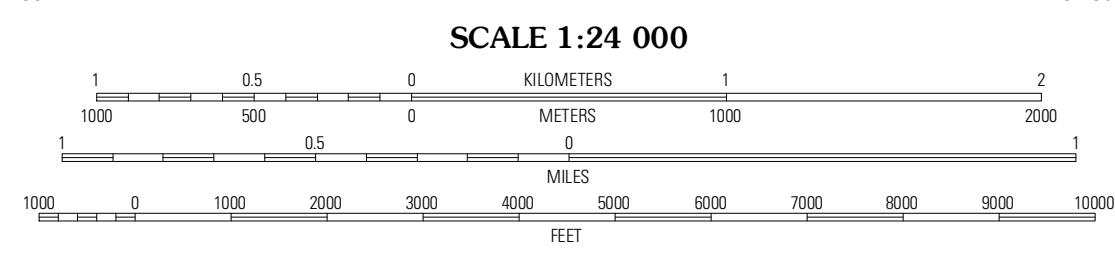 SCALE 1:24 000
1 0.5 0 KILOMETERS 1 2
1000 500 0 METERS 1000 2000
1 0.5 0 1
MILES
1000 0 1000 2000 3000 4000 5000 6000 7000 8000 9000 10000
FEET